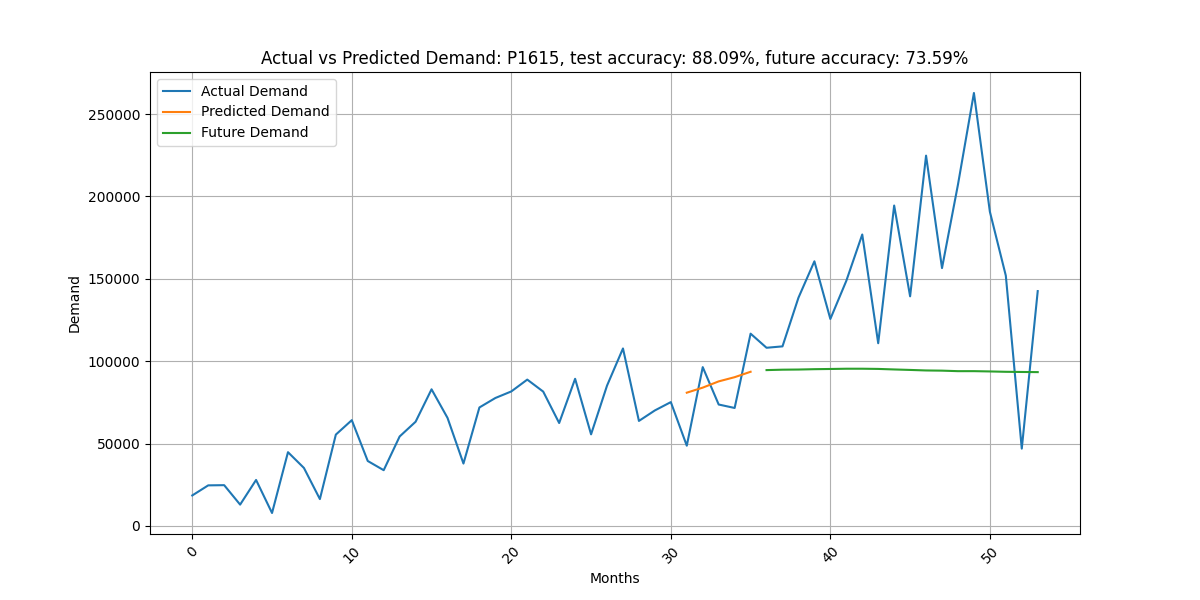 Actual vs Predicted Demand: P1615, test accuracy: 88.09%, future accuracy: 73.59%
Actual Demand
Predicted Demand
Future Demand
250000
200000
150000
100000
50000
0
Demand
0 10 20 30 40 50
Months